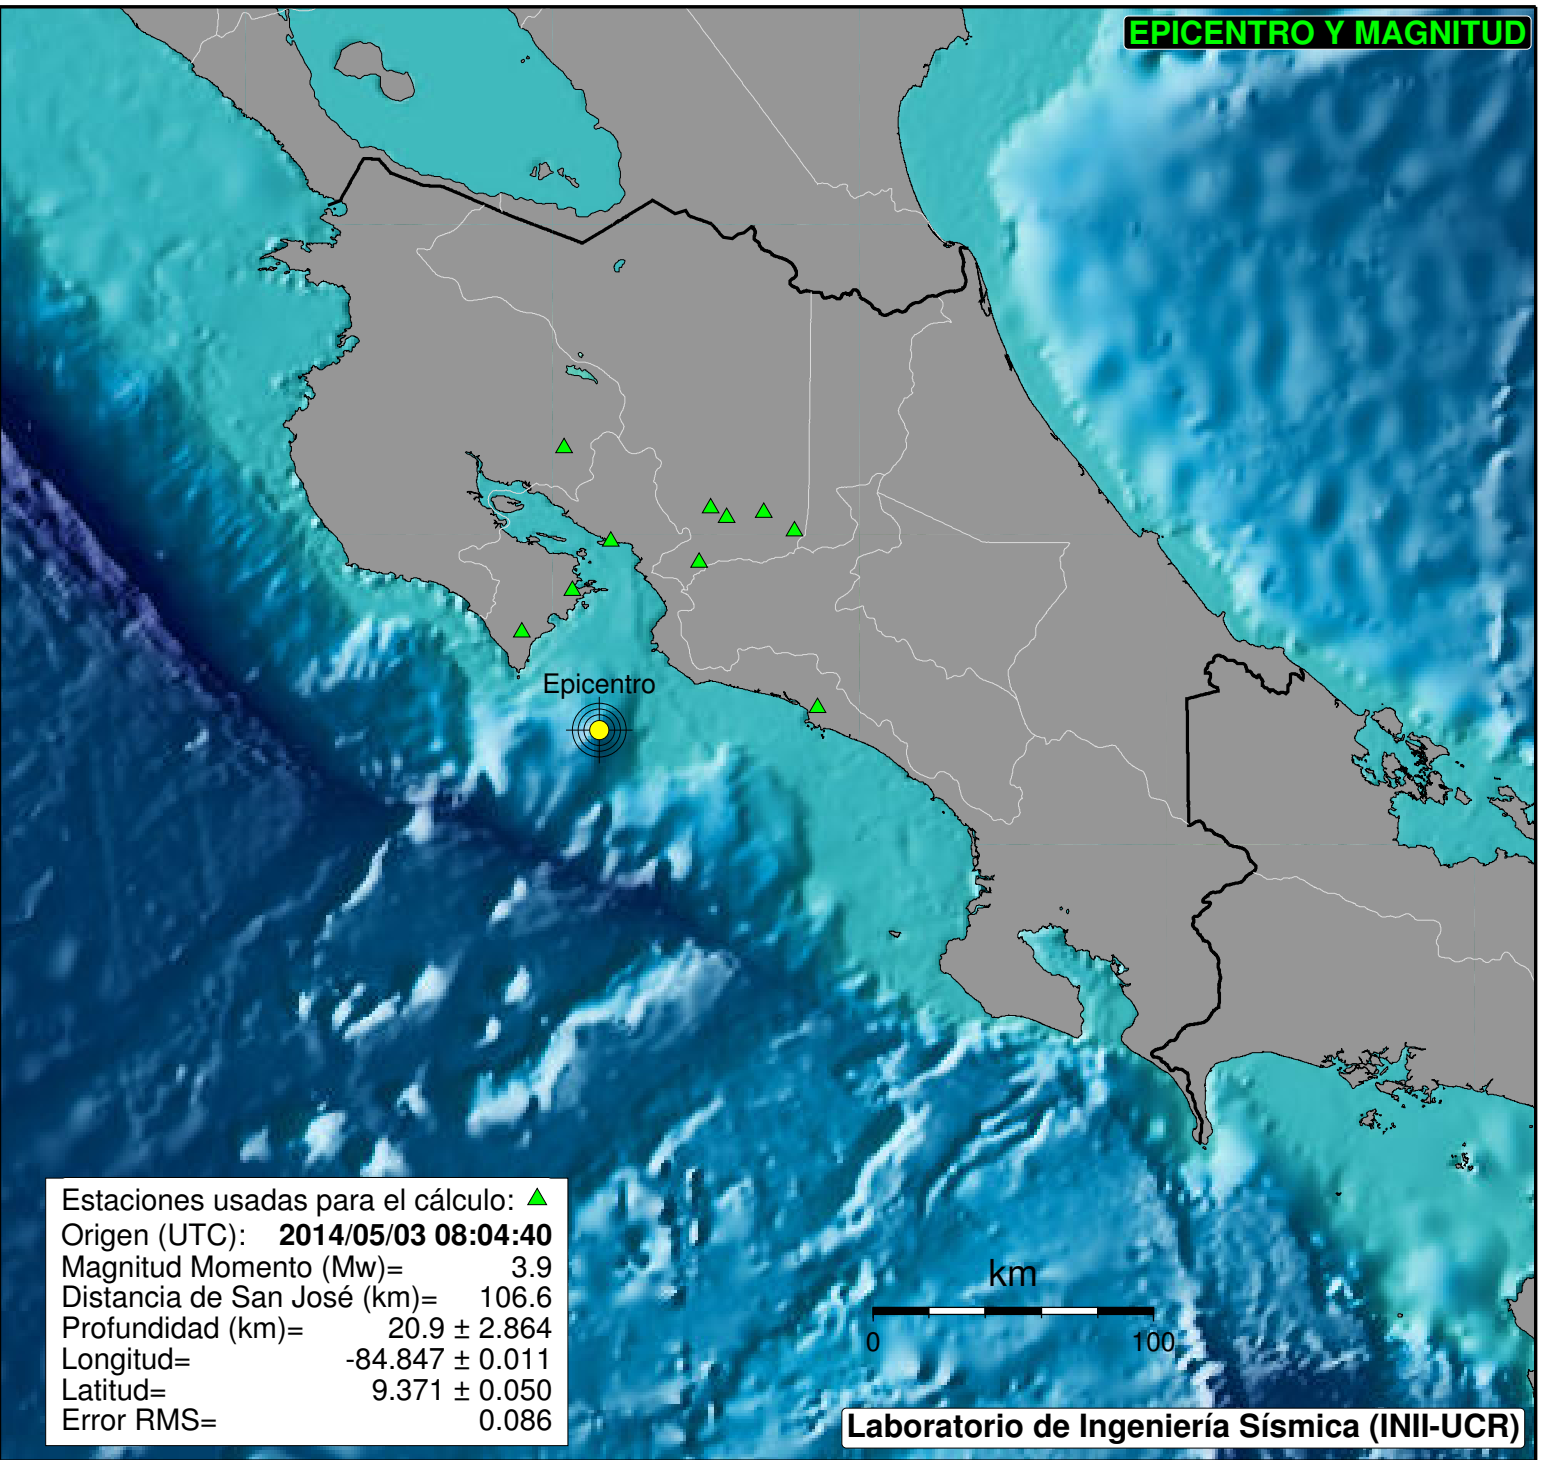 EPICENTRO Y MAGNITUD
Epicentro
Estaciones usadas para el cálculo:
Origen (UTC): 2014/05/03 08:04:40
Magnitud Momento (Mw)= 3.9
Distancia de San José (km)= 106.6
Profundidad (km)= 20.9 ± 2.864
Longitud= -84.847 ± 0.011
Latitud= 9.371 ± 0.050
Error RMS= 0.086
km
0 100
Laboratorio de Ingeniería Sísmica (INII-UCR)